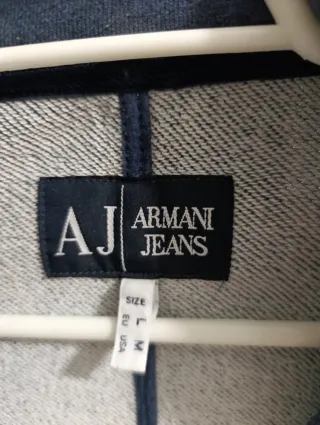 AJ ARMANI
JEANS
SIZE L M
EU USA